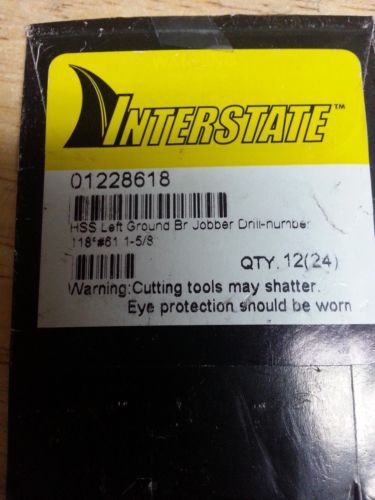 INTERSTATE™
01228618
HSS Left Ground Br Jobber Drill-number
118°#61 1-5/8
QTY. 12(24)
Warning:Cutting tools may shatter.
Eye protection should be worn